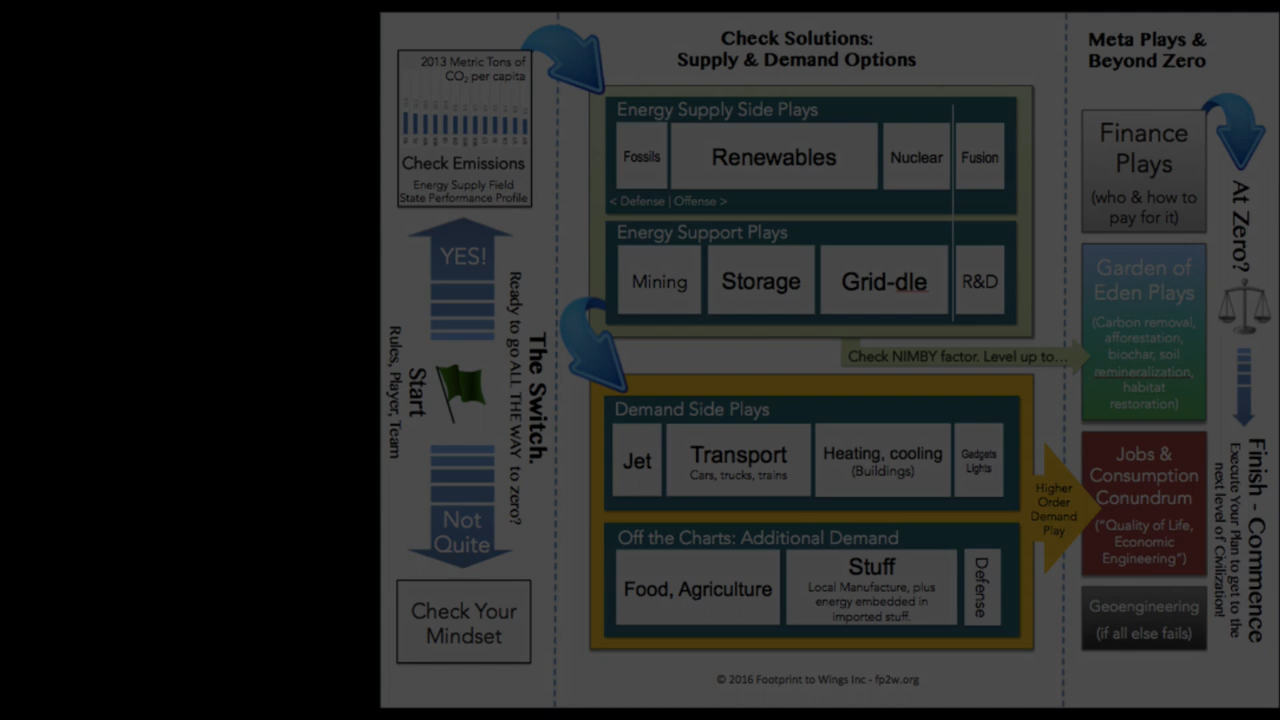 2013 Metric Tons of
CO₂ per capita
Check Emissions
Energy Supply Field
State Performance Profile
YES!
Ready to go ALL THE WAY to zero?
The Switch.
Start
Rules, Player, Team
Not
Quite
Check Your
Mindset
Check Solutions:
Supply & Demand Options
Energy Supply Side Plays
Fossils
Renewables
Nuclear
Fusion
< Defense | Offense >
Energy Support Plays
Mining
Storage
Grid-dle
R&D
Check NIMBY factor. Level up to...
Demand Side Plays
Jet
Transport
Cars, trucks, trains
Heating, cooling
(Buildings)
Gadgets
Lights
Off the Charts: Additional Demand
Food, Agriculture
Stuff
Local Manufacture, plus
energy embedded in
imported stuff.
Defense
Higher
Order
Demand
Play
© 2016 Footprint to Wings Inc - fp2w.org
Meta Plays &
Beyond Zero
Finance
Plays
(who & how to
pay for it)
Garden of
Eden Plays
(Carbon removal,
afforestation,
biochar, soil
remineralization,
habitat
restoration)
Jobs &
Consumption
Conundrum
("Quality of Life,
Economic
Engineering")
Geoengineering
(if all else fails)
At Zero?
Finish - Commence
Execute Your Plan to get to the
next level of Civilization!